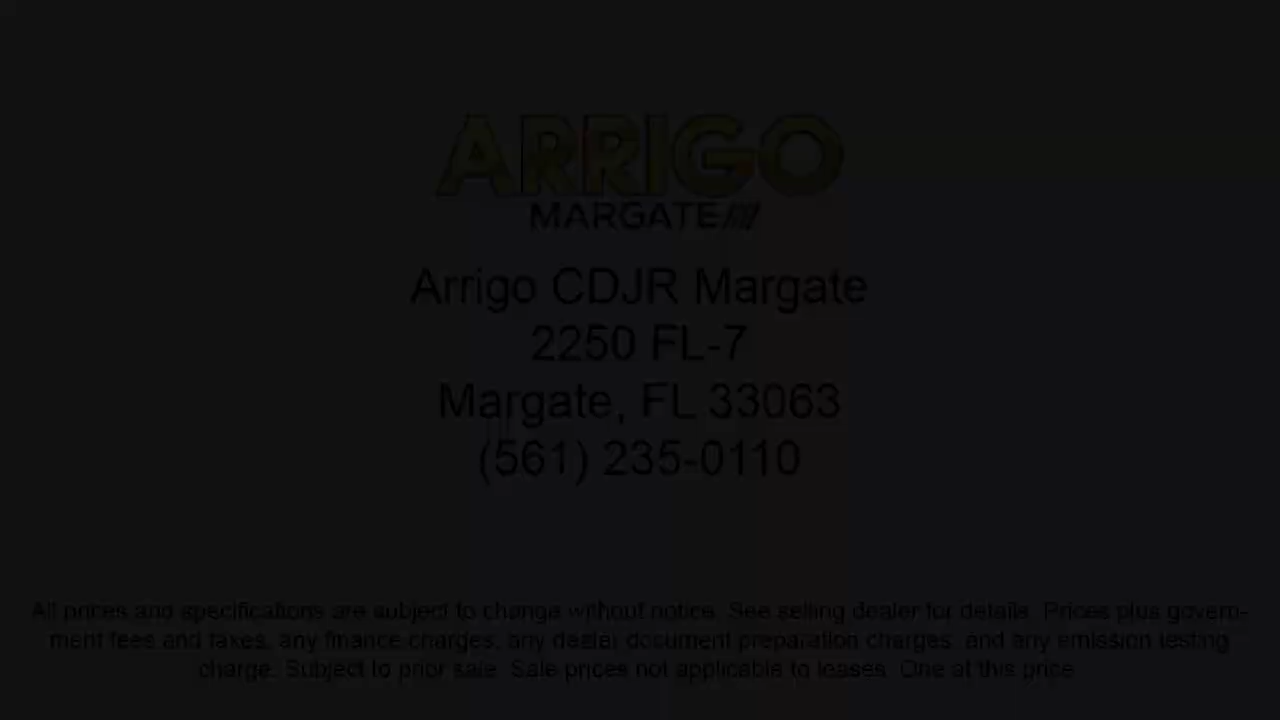 ARRIGO
MARGATE
Arrigo CDJR Margate
2250 FL-7
Margate, FL 33063
(561) 235-0110
All prices and specifications are subject to change without notice. See selling dealer for details. Prices plus govern-
ment fees and taxes, any finance charges, any dealer document preparation charges, and any emission testing
charge. Subject to prior sale. Sale prices not applicable to leases. One at this price.